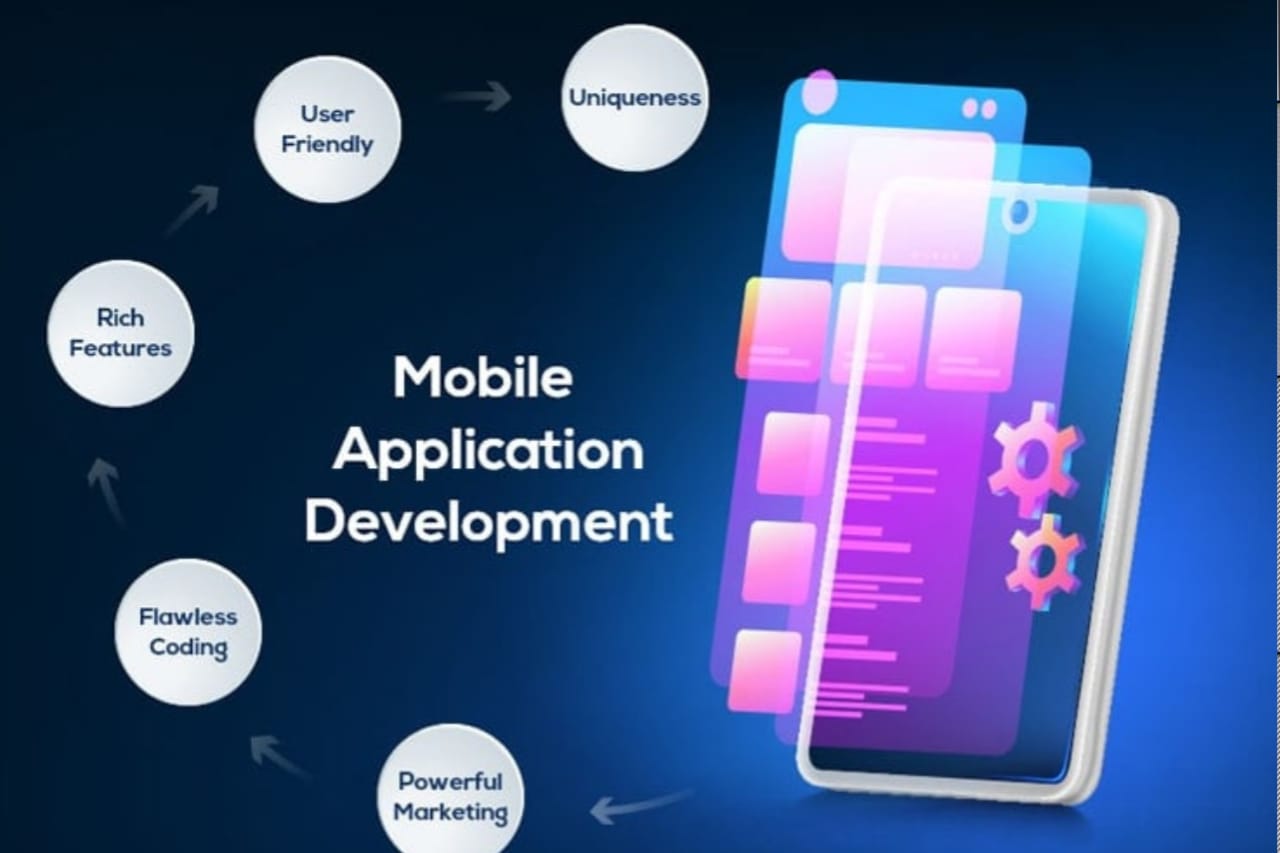 User
Friendly
Uniqueness
Rich
Features
Mobile
Application
Development
Flawless
Coding
Powerful
Marketing